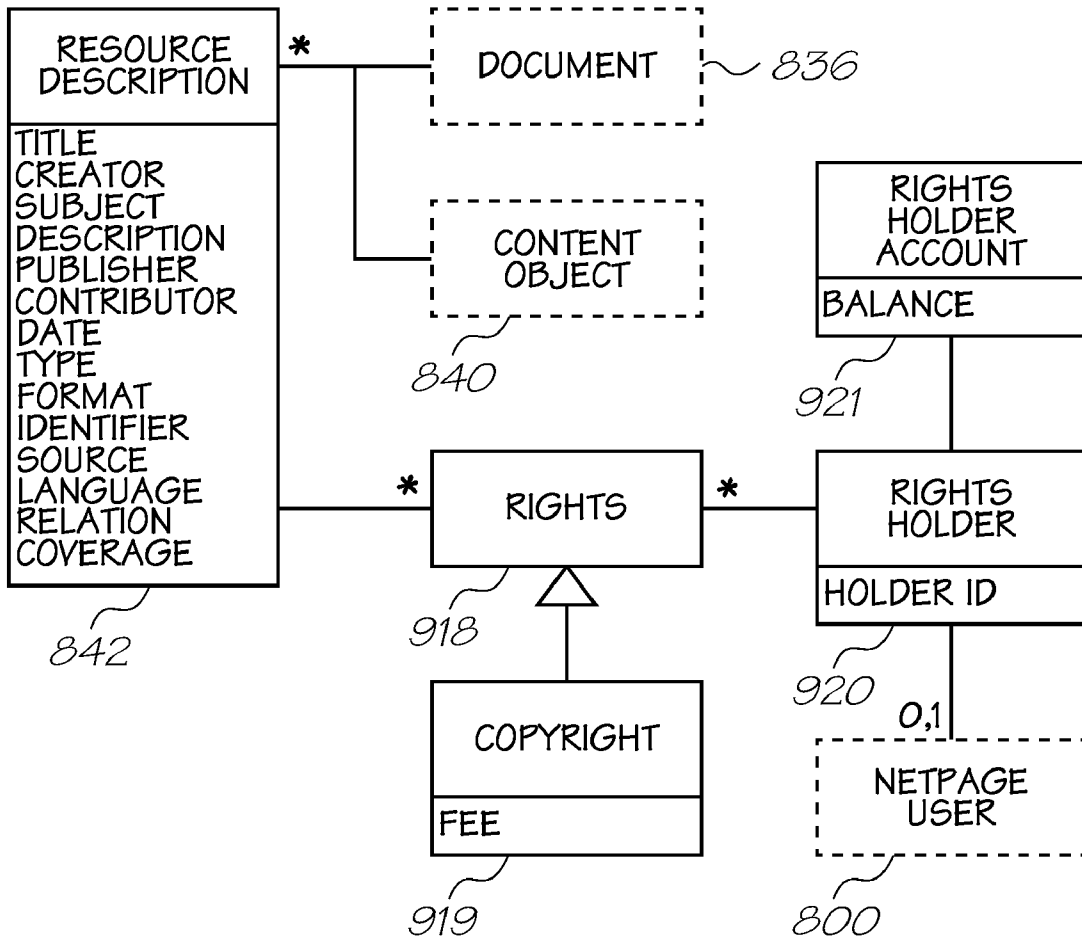 RESOURCE
DESCRIPTION
TITLE
CREATOR
SUBJECT
DESCRIPTION
PUBLISHER
CONTRIBUTOR
DATE
TYPE
FORMAT
IDENTIFIER
SOURCE
LANGUAGE
RELATION
COVERAGE
842
*
DOCUMENT
836
CONTENT
OBJECT
840
RIGHTS
HOLDER
ACCOUNT
BALANCE
921
*
RIGHTS
918
*
RIGHTS
HOLDER
HOLDER ID
920
COPYRIGHT
FEE
919
0,1
NETPAGE
USER
800